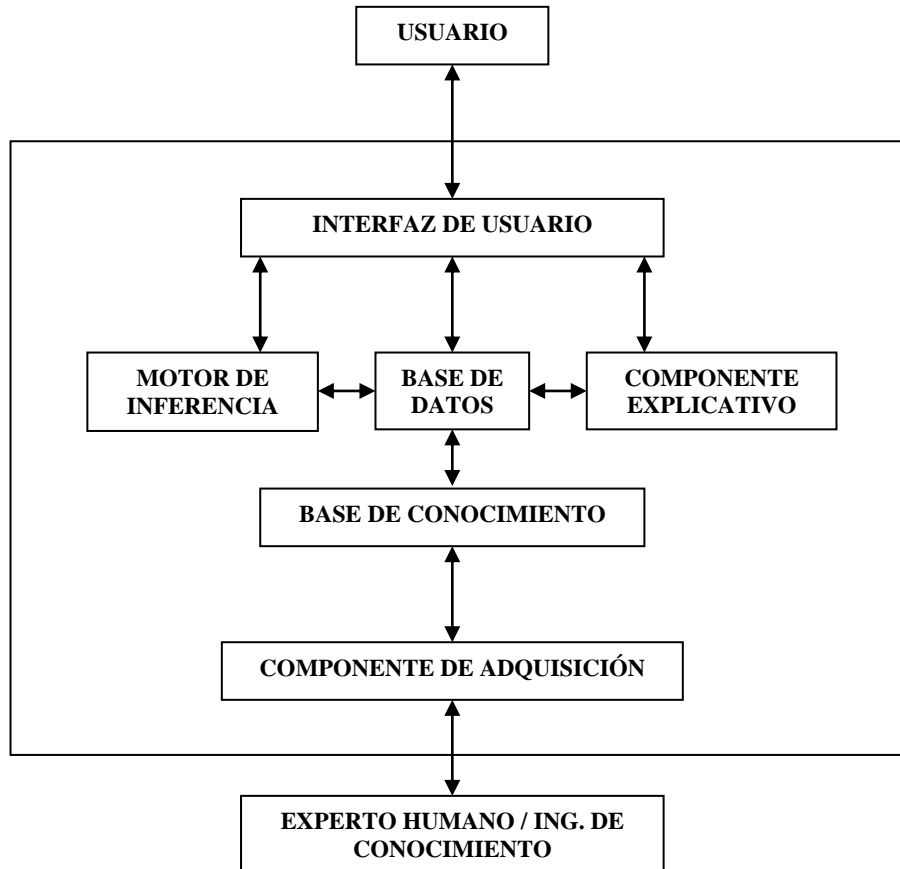 USUARIO
INTERFAZ DE USUARIO
MOTOR DE
INFERENCIA
BASE DE
DATOS
COMPONENTE
EXPLICATIVO
BASE DE CONOCIMIENTO
COMPONENTE DE ADQUISICIÓN
EXPERTO HUMANO / ING. DE
CONOCIMIENTO